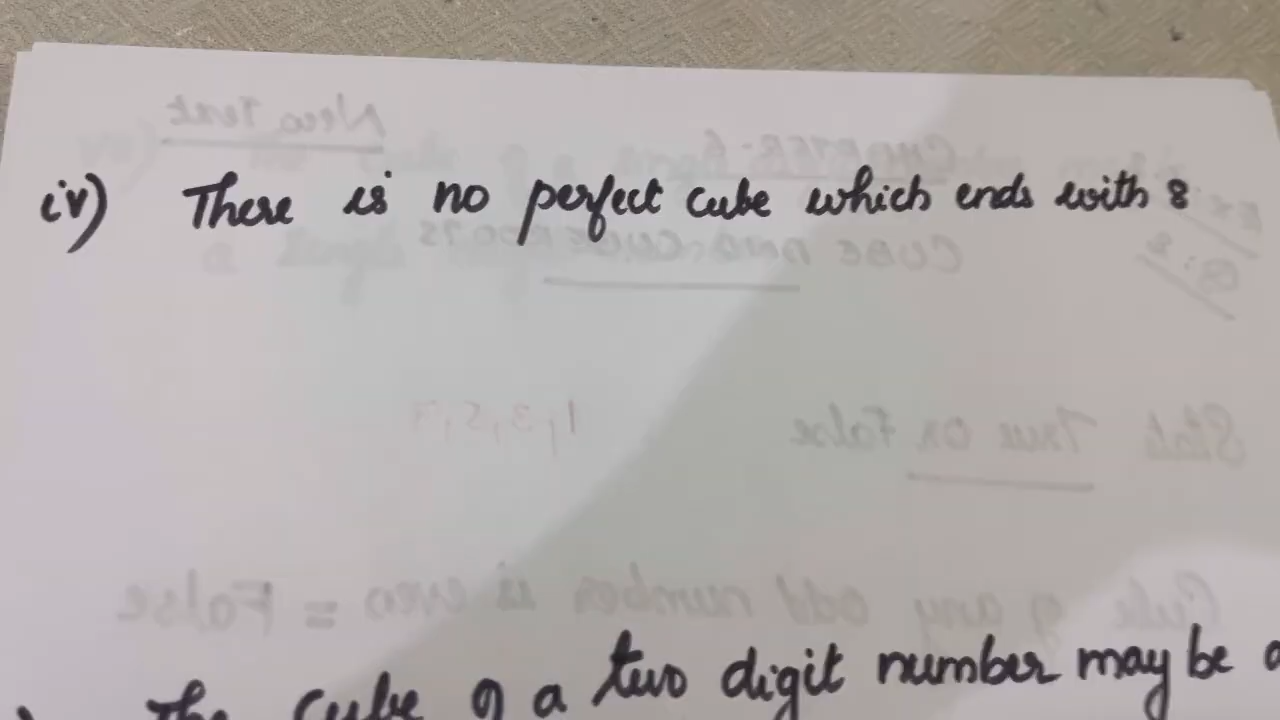 iv) There is no perfect cube which ends with 8
the cube of a two digit number may be a